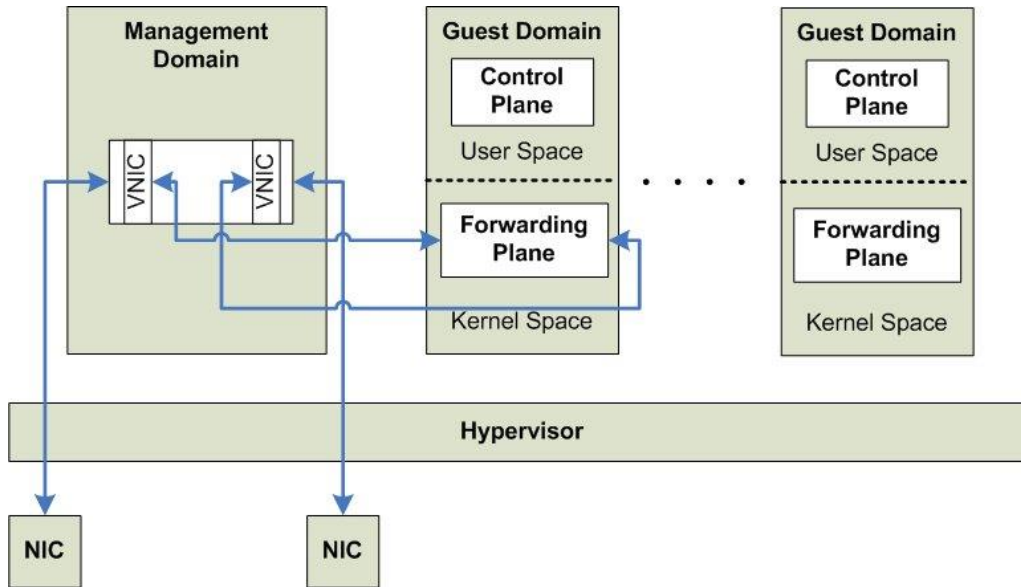 Management
Domain
VNIC
VNIC
Guest Domain
Control
Plane
User Space
Forwarding
Plane
Kernel Space
Guest Domain
Control
Plane
User Space
Forwarding
Plane
Kernel Space
Hypervisor
NIC
NIC